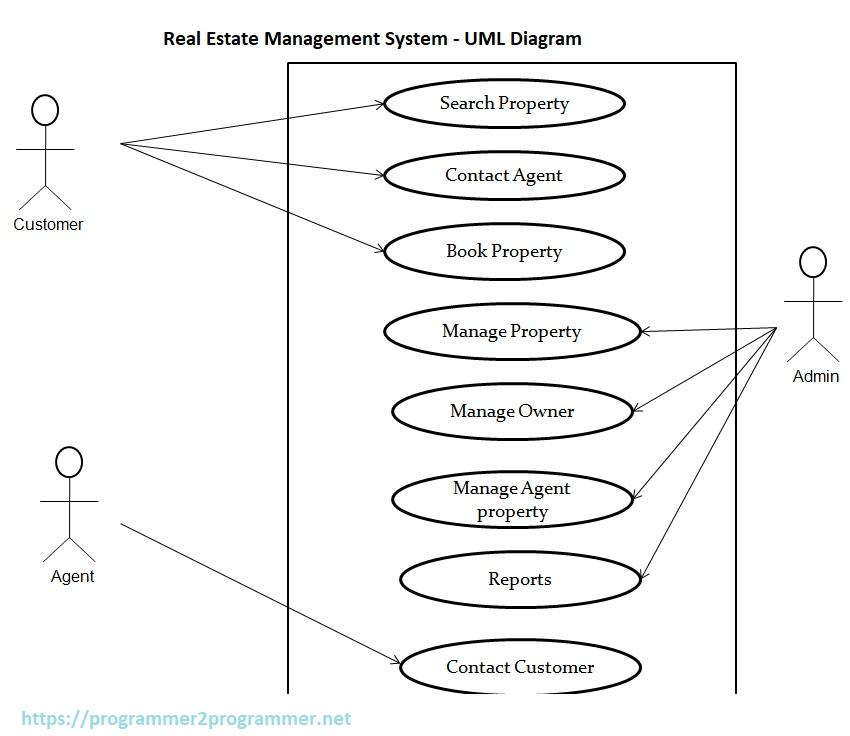 Real Estate Management System - UML Diagram
Search Property
Contact Agent
Customer
Book Property
Manage Property
Admin
Manage Owner
Manage Agent
property
Agent
Reports
Contact Customer
https://programmer2programmer.net